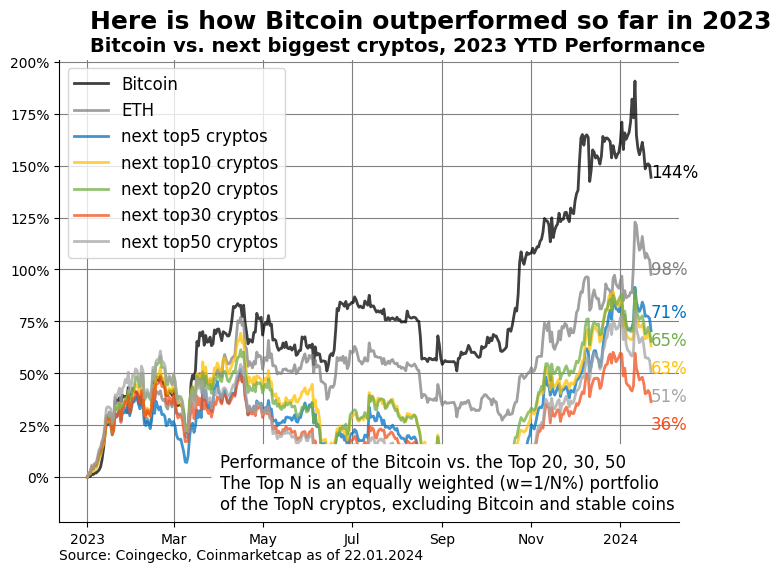 Here is how Bitcoin outperformed so far in 2023
Bitcoin vs. next biggest cryptos, 2023 YTD Performance
200%
175%
150%
125%
100%
75%
50%
25%
0%
Bitcoin
ETH
next top5 cryptos
next top10 cryptos
next top20 cryptos
next top30 cryptos
next top50 cryptos
144%
98%
71%
65%
63%
51%
36%
Performance of the Bitcoin vs. the Top 20, 30, 50
The Top N is an equally weighted (w=1/N%) portfolio
of the TopN cryptos, excluding Bitcoin and stable coins
2023 Mar May Jul Sep Nov 2024
Source: Coingecko, Coinmarketcap as of 22.01.2024